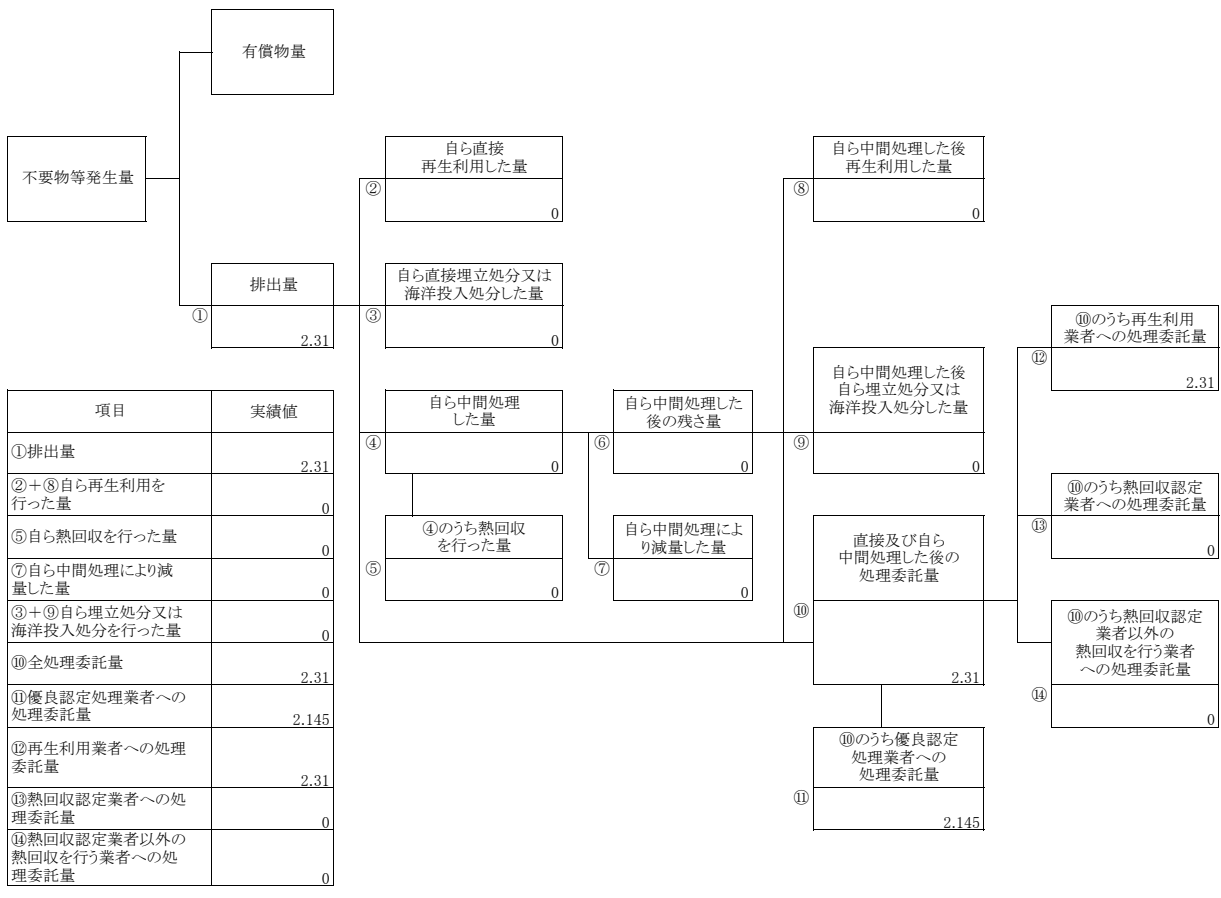 有償物量
不要物等発生量
自ら直接
再生利用した量
②
0
自ら中間処理した後
再生利用した量
⑧
0
排出量
①
2.31
自ら直接埋立処分又は
海洋投入処分した量
③
0
⑩のうち再生利用
業者への処理委託量
⑫
2.31
自ら中間処理した後
自ら埋立処分又は
海洋投入処分した量
⑨
0
自ら中間処理
した量
④
0
自ら中間処理した
後の残さ量
⑥
0
⑩のうち熱回収認定
業者への処理委託量
⑬
0
④のうち熱回収
を行った量
⑤
0
自ら中間処理によ
り減量した量
⑦
0
直接及び自ら
中間処理した後の
処理委託量
⑩
2.31
⑩のうち熱回収認定
業者以外の
熱回収を行う業者
への処理委託量
⑭
0
⑩のうち優良認定
処理業者への
処理委託量
⑪
2.145
項目 実績値
①排出量
2.31
②＋⑧自ら再生利用を
行った量
0
⑤自ら熱回収を行った量
0
⑦自ら中間処理により減
量した量
0
③＋⑨自ら埋立処分又は
海洋投入処分を行った量
0
⑩全処理委託量
2.31
⑪優良認定処理業者への
処理委託量
2.145
⑫再生利用業者への処理
委託量
2.31
⑬熱回収認定業者への処
理委託量
0
⑭熱回収認定業者以外の
熱回収を行う業者への処
理委託量
0